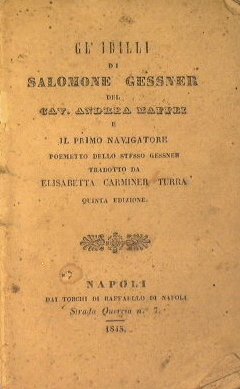 GL' IDILLI
DI
SALOMONE GESSNER
DEL
CAV. ANDREA MAFFEI
E
IL PRIMO NAVIGATORE
POEMETTO DELLO STESSO GESSNER
TRADOTTO DA
ELISABETTA CARMINER TURRA
QUINTA EDIZIONE.
NAPOLI
DAI TORCHI DI RAFFAELLO DI NAPOLI
Strada Quercia n.° 7.
1845.